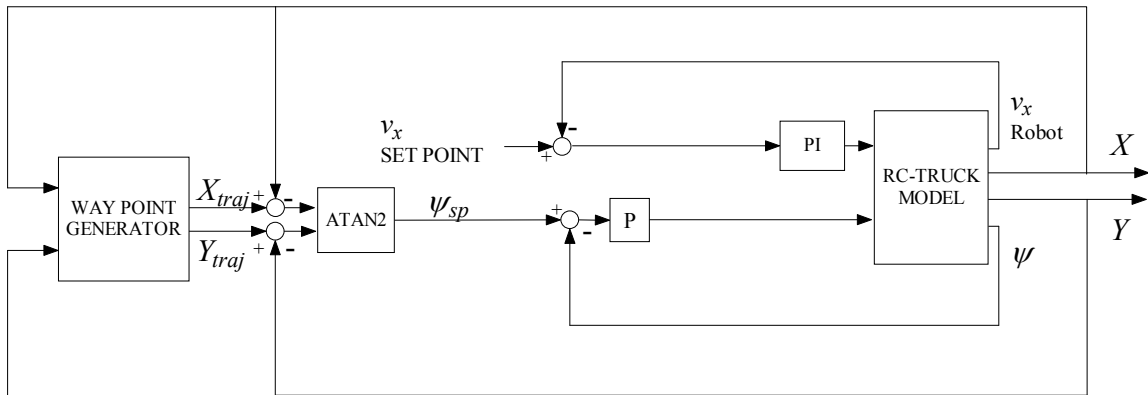 WAY POINT
GENERATOR
X_traj
+
-
Y_traj
+
-
ATAN2
ψ_sp
v_x
SET POINT
+
-
PI
+
-
P
RC-TRUCK
MODEL
v_x
Robot
X
Y
ψ